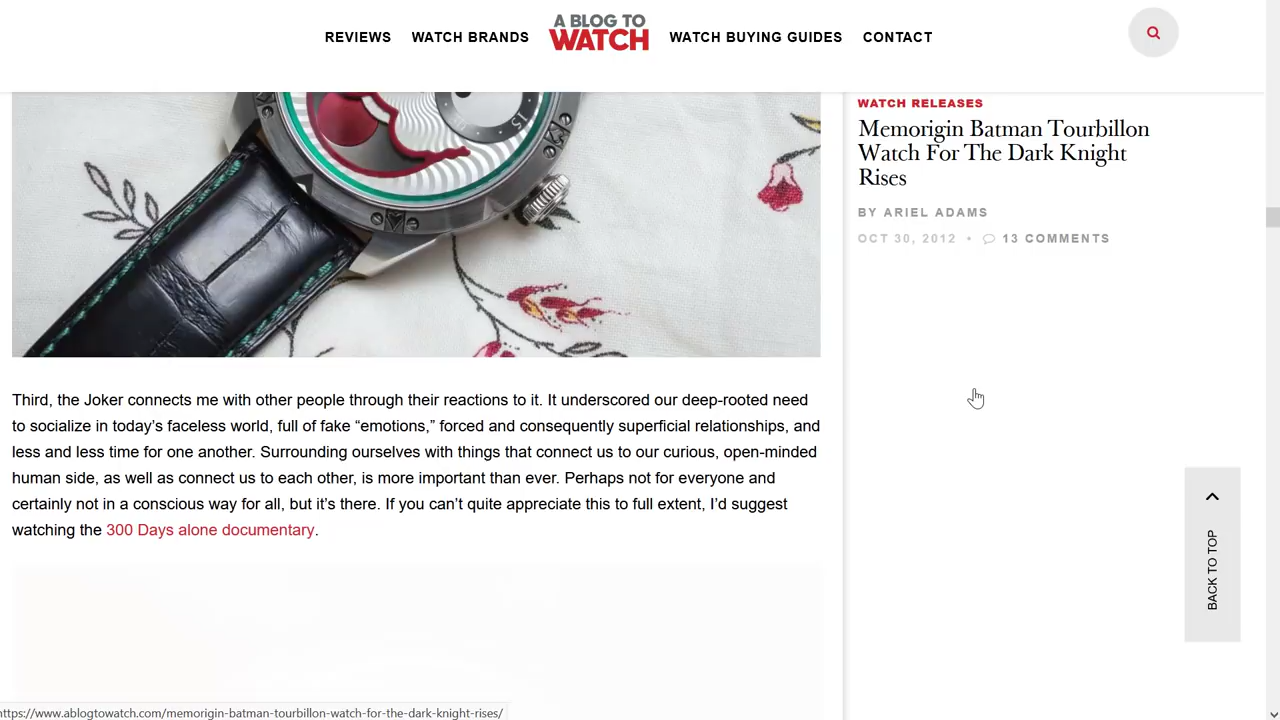 REVIEWS WATCH BRANDS A BLOG TO WATCH WATCH BUYING GUIDES CONTACT
15
WATCH RELEASES
Memorigin Batman Tourbillon
Watch For The Dark Knight
Rises
BY ARIEL ADAMS
OCT 30, 2012 • 13 COMMENTS
Third, the Joker connects me with other people through their reactions to it. It underscored our deep-rooted need
to socialize in today’s faceless world, full of fake “emotions,” forced and consequently superficial relationships, and
less and less time for one another. Surrounding ourselves with things that connect us to our curious, open-minded
human side, as well as connect us to each other, is more important than ever. Perhaps not for everyone and
certainly not in a conscious way for all, but it’s there. If you can’t quite appreciate this to full extent, I’d suggest
watching the 300 Days alone documentary.
BACK TO TOP
https://www.ablogtowatch.com/memorigin-batman-tourbillon-watch-for-the-dark-knight-rises/